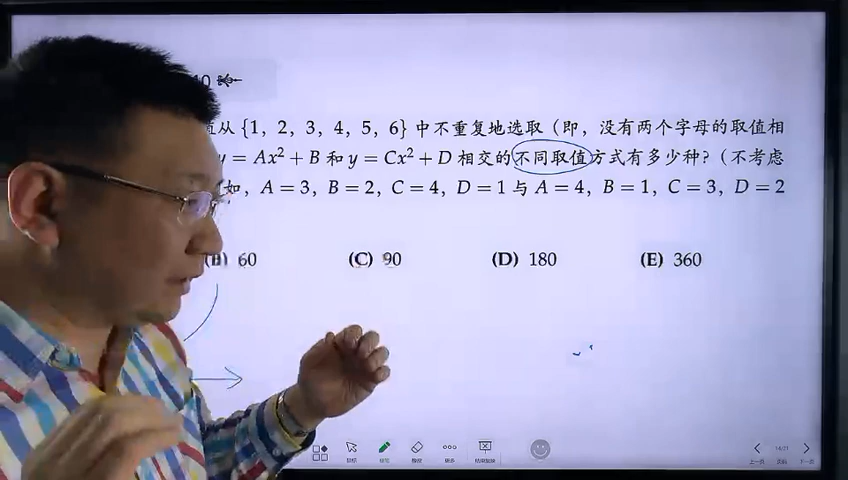 10
值从 {1, 2, 3, 4, 5, 6} 中不重复地选取（即，没有两个字母的取值相
y = Ax² + B 和 y = Cx² + D 相交的不同取值方式有多少种？（不考虑
如，A = 3, B = 2, C = 4, D = 1 与 A = 4, B = 1, C = 3, D = 2
(B) 60 (C) 90 (D) 180 (E) 360